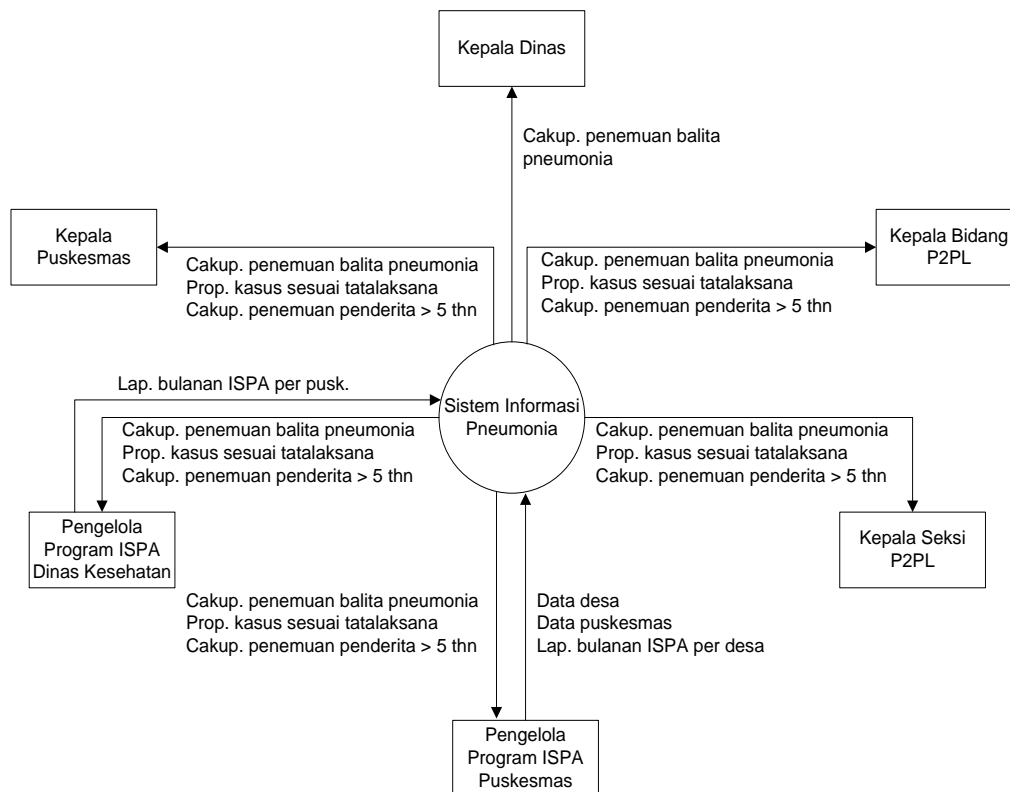 Kepala Dinas
Cakup. penemuan balita
pneumonia
Kepala
Puskesmas
Kepala Bidang
P2PL
Cakup. penemuan balita pneumonia
Prop. kasus sesuai tatalaksana
Cakup. penemuan penderita > 5 thn
Cakup. penemuan balita pneumonia
Prop. kasus sesuai tatalaksana
Cakup. penemuan penderita > 5 thn
Lap. bulanan ISPA per pusk.
Sistem Informasi
Pneumonia
Cakup. penemuan balita pneumonia
Prop. kasus sesuai tatalaksana
Cakup. penemuan penderita > 5 thn
Cakup. penemuan balita pneumonia
Prop. kasus sesuai tatalaksana
Cakup. penemuan penderita > 5 thn
Pengelola
Program ISPA
Dinas Kesehatan
Kepala Seksi
P2PL
Cakup. penemuan balita pneumonia
Prop. kasus sesuai tatalaksana
Cakup. penemuan penderita > 5 thn
Data desa
Data puskesmas
Lap. bulanan ISPA per desa
Pengelola
Program ISPA
Puskesmas